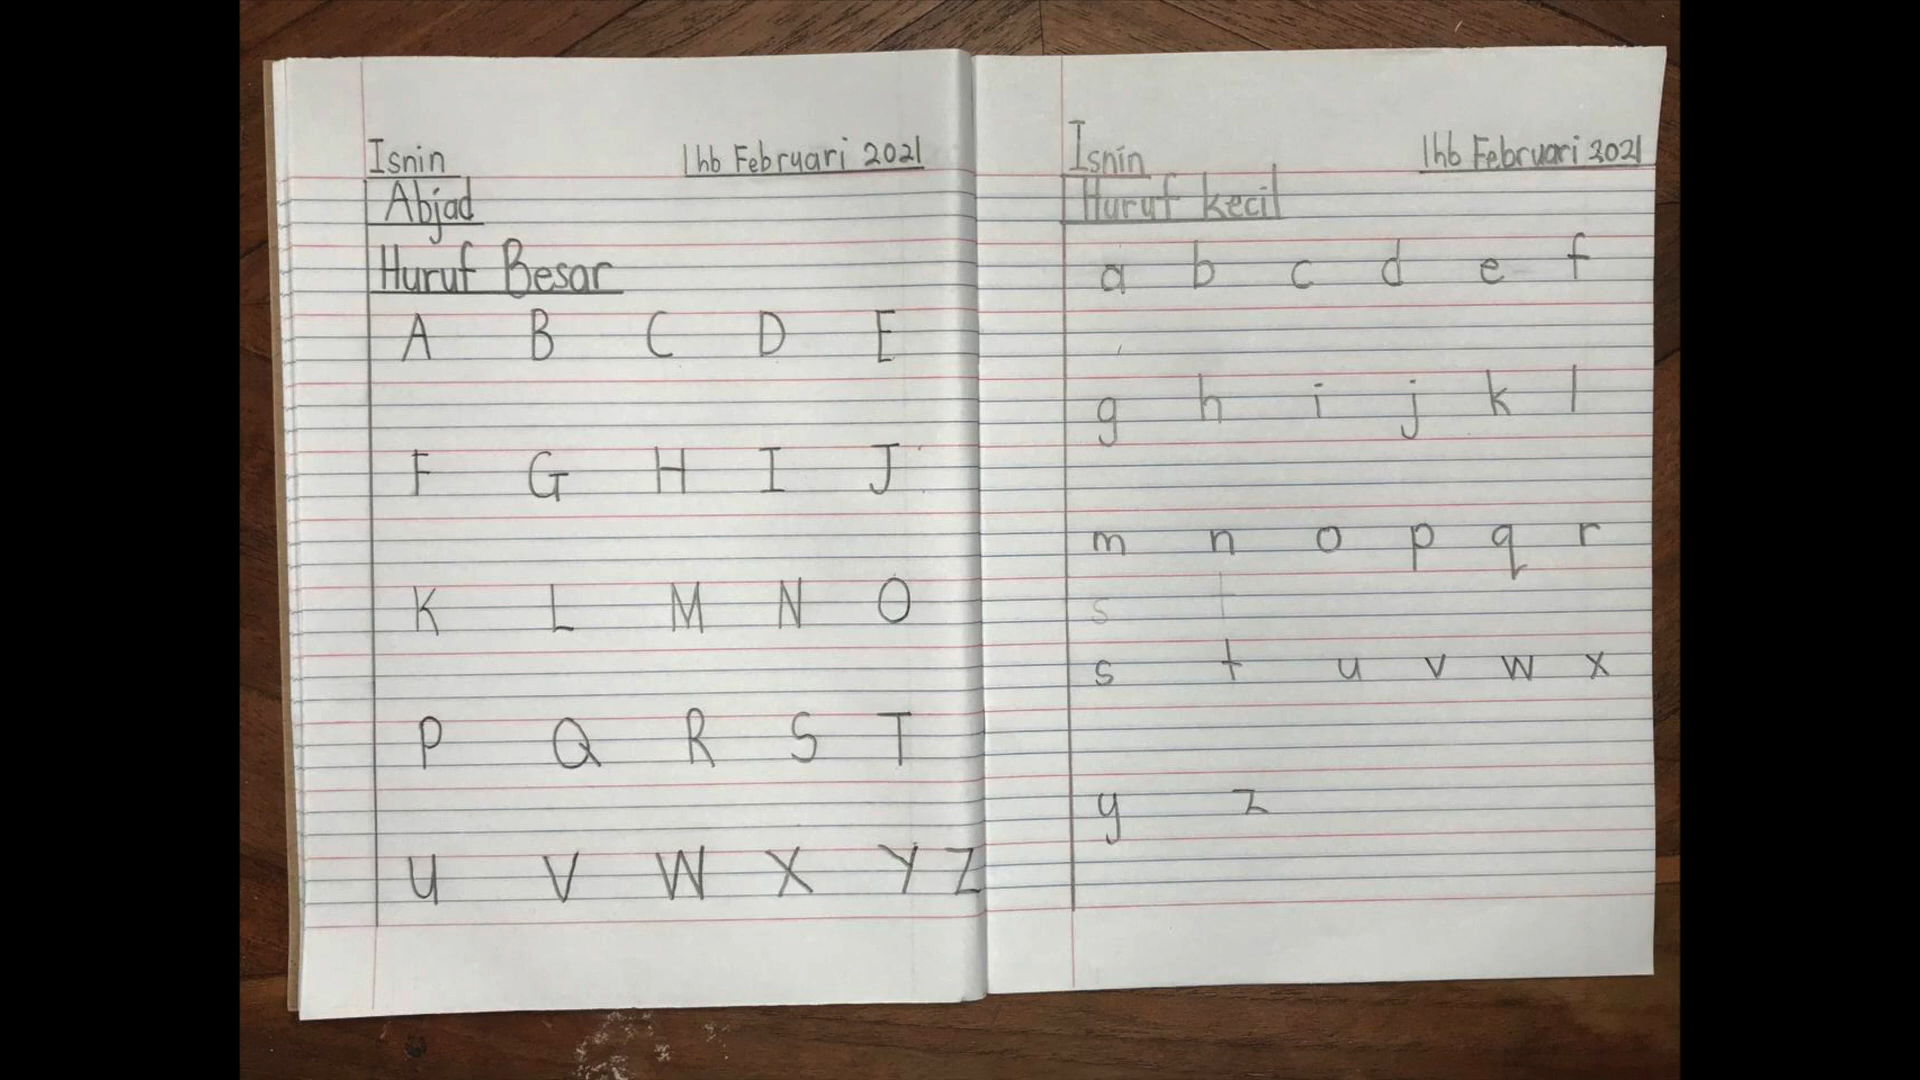 Isnin 1hb Februari 2021
Abjad
Huruf Besar
A B C D E
F G H I J
K L M N O
P Q R S T
U V W X Y Z
Isnin 1hb Februari 2021
Huruf kecil
a b c d e f
g h i j k l
m n o p q r
s t
s t u v w x
y z